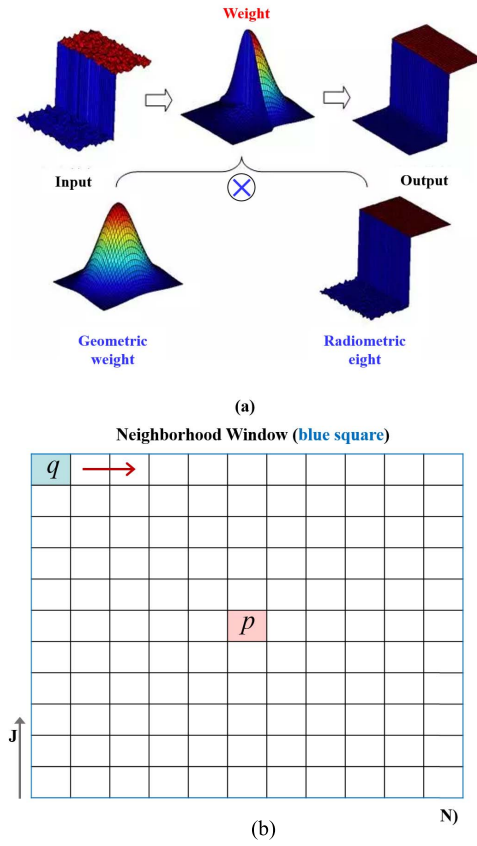 Weight
Input
Output
Geometric
weight
Radiometric
eight
(a)
Neighborhood Window (blue square)
q
p
J
N)
(b)